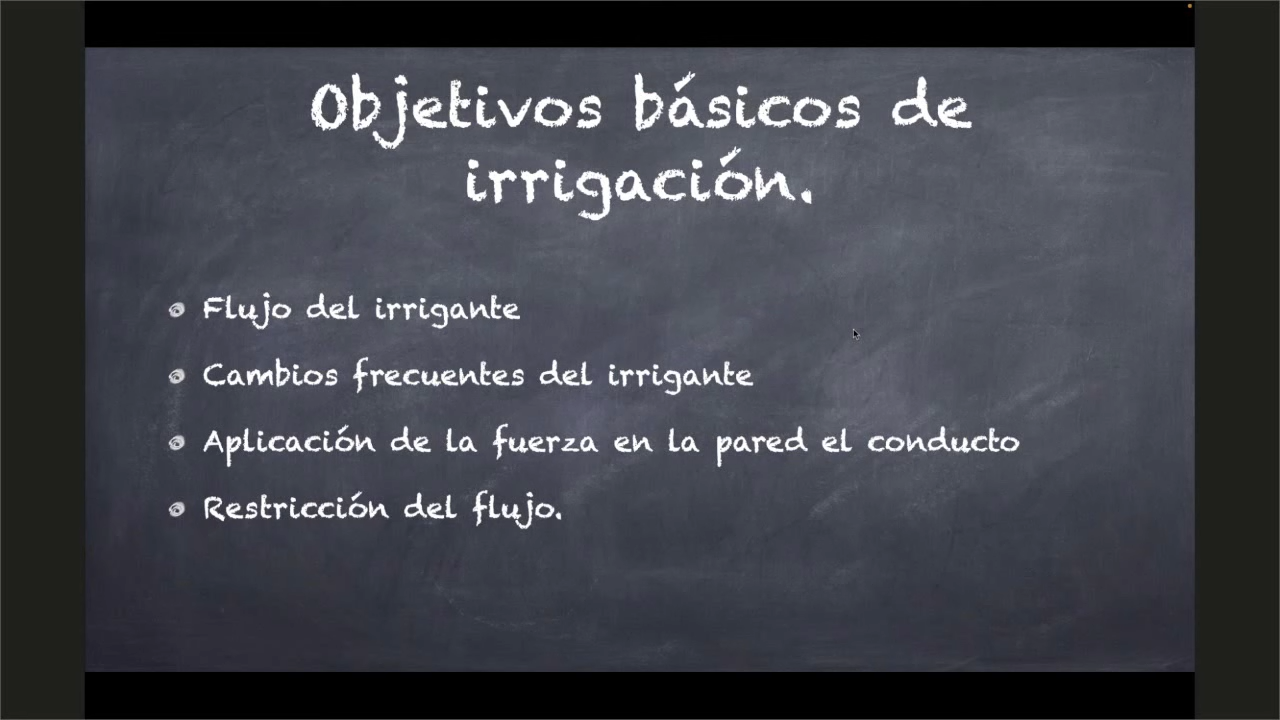 Objetivos básicos de
irrigación.
Flujo del irrigante
Cambios frecuentes del irrigante
Aplicación de la fuerza en la pared el conducto
Restricción del flujo.